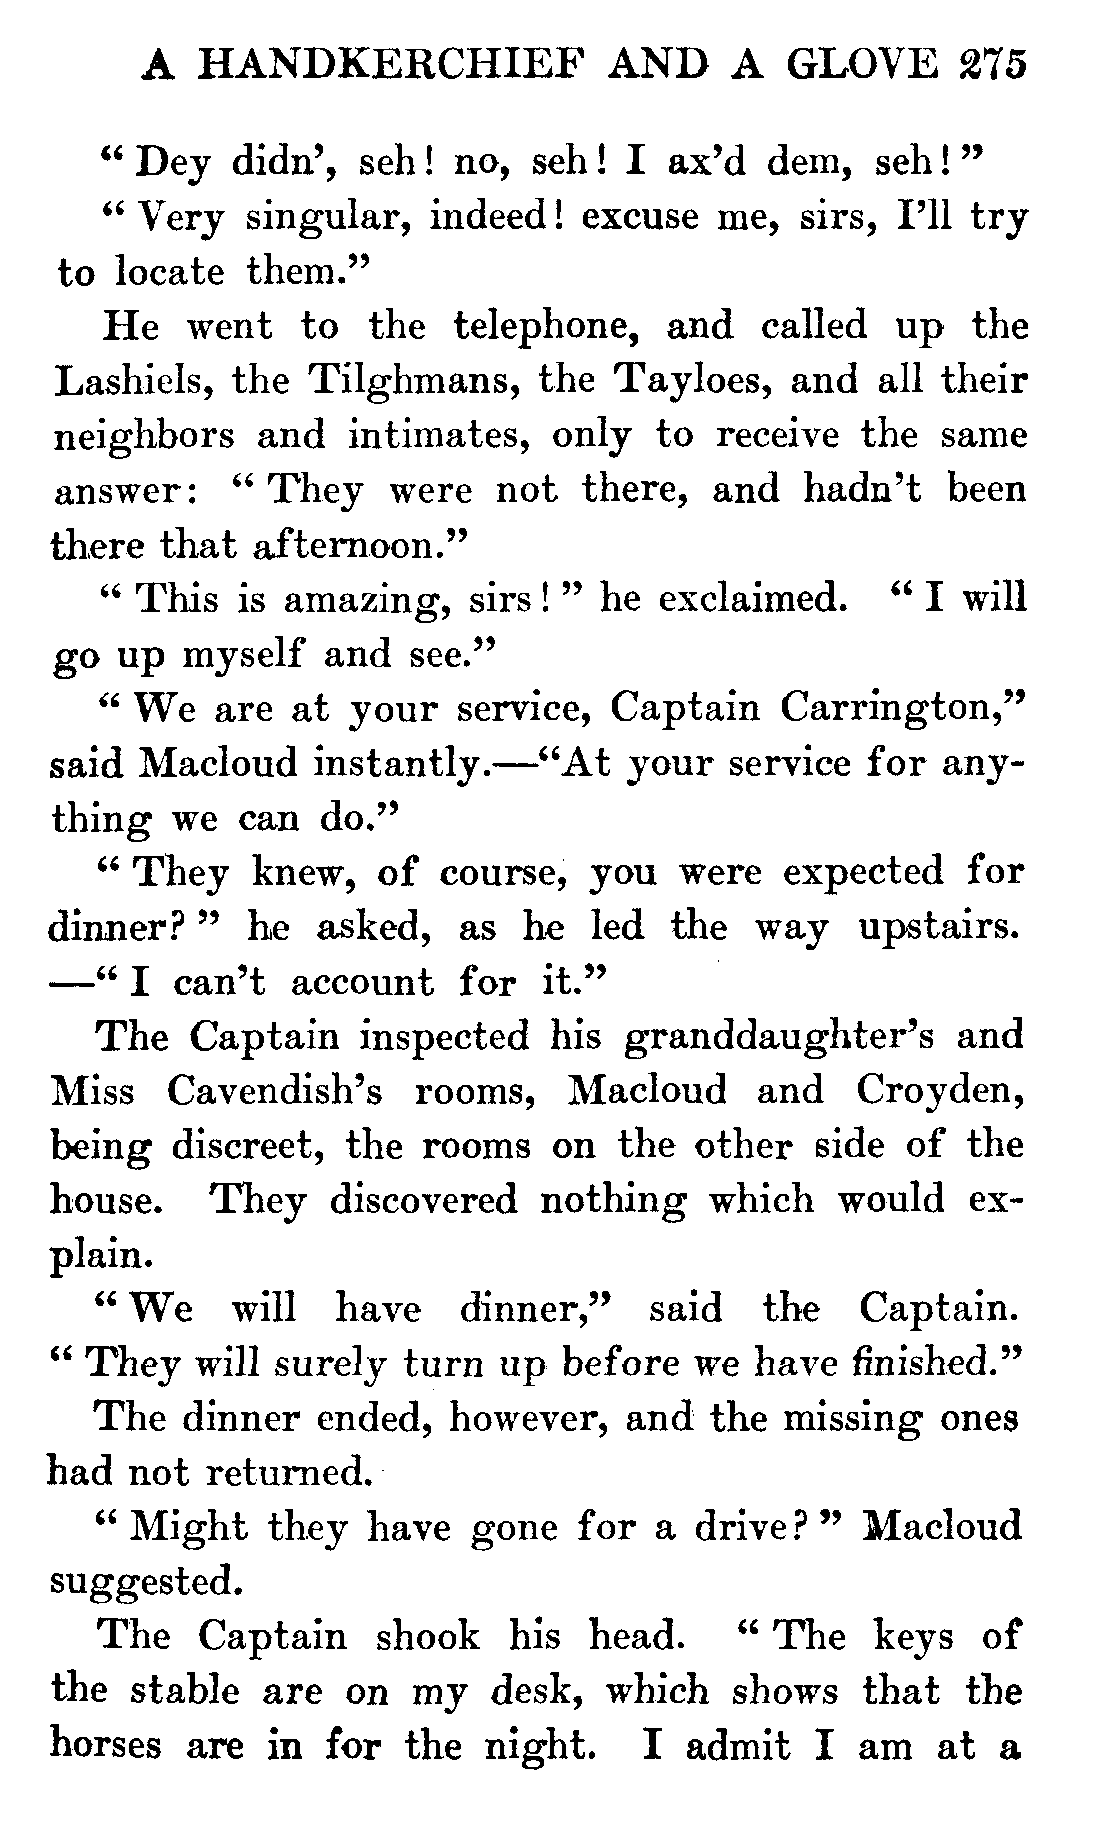 A HANDKERCHIEF AND A GLOVE 275
“ Dey didn’, seh! no, seh! I ax’d dem, seh! ”
“ Very singular, indeed! excuse me, sirs, I’ll try
to locate them.”
He went to the telephone, and called up the
Lashiels, the Tilghmans, the Tayloes, and all their
neighbors and intimates, only to receive the same
answer: “ They were not there, and hadn’t been
there that afternoon.”
“ This is amazing, sirs! ” he exclaimed. “ I will
go up myself and see.”
“ We are at your service, Captain Carrington,”
said Macloud instantly.—“At your service for any-
thing we can do.”
“ They knew, of course, you were expected for
dinner? ” he asked, as he led the way upstairs.
—“ I can’t account for it.”
The Captain inspected his granddaughter’s and
Miss Cavendish’s rooms, Macloud and Croyden,
being discreet, the rooms on the other side of the
house. They discovered nothing which would ex-
plain.
“ We will have dinner,” said the Captain.
“ They will surely turn up before we have finished.”
The dinner ended, however, and the missing ones
had not returned.
“ Might they have gone for a drive? ” Macloud
suggested.
The Captain shook his head. “ The keys of
the stable are on my desk, which shows that the
horses are in for the night. I admit I am at a